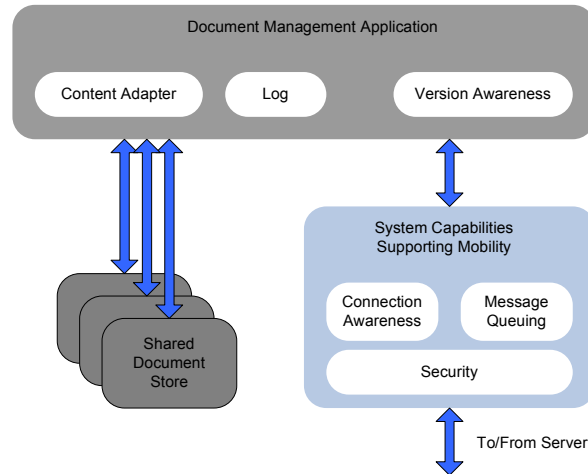 Document Management Application
Content Adapter
Log
Version Awareness
System Capabilities
Supporting Mobility
Connection
Awareness
Message
Queuing
Security
Shared
Document
Store
To/From Server